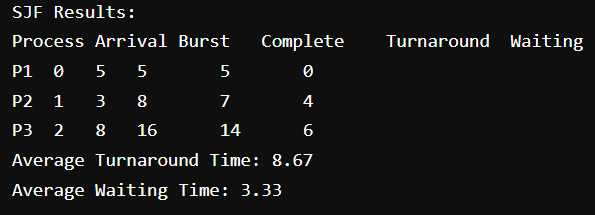 SJF Results:
Process Arrival Burst Complete Turnaround Waiting
P1 0 5 5 5 0
P2 1 3 8 7 4
P3 2 8 16 14 6
Average Turnaround Time: 8.67
Average Waiting Time: 3.33